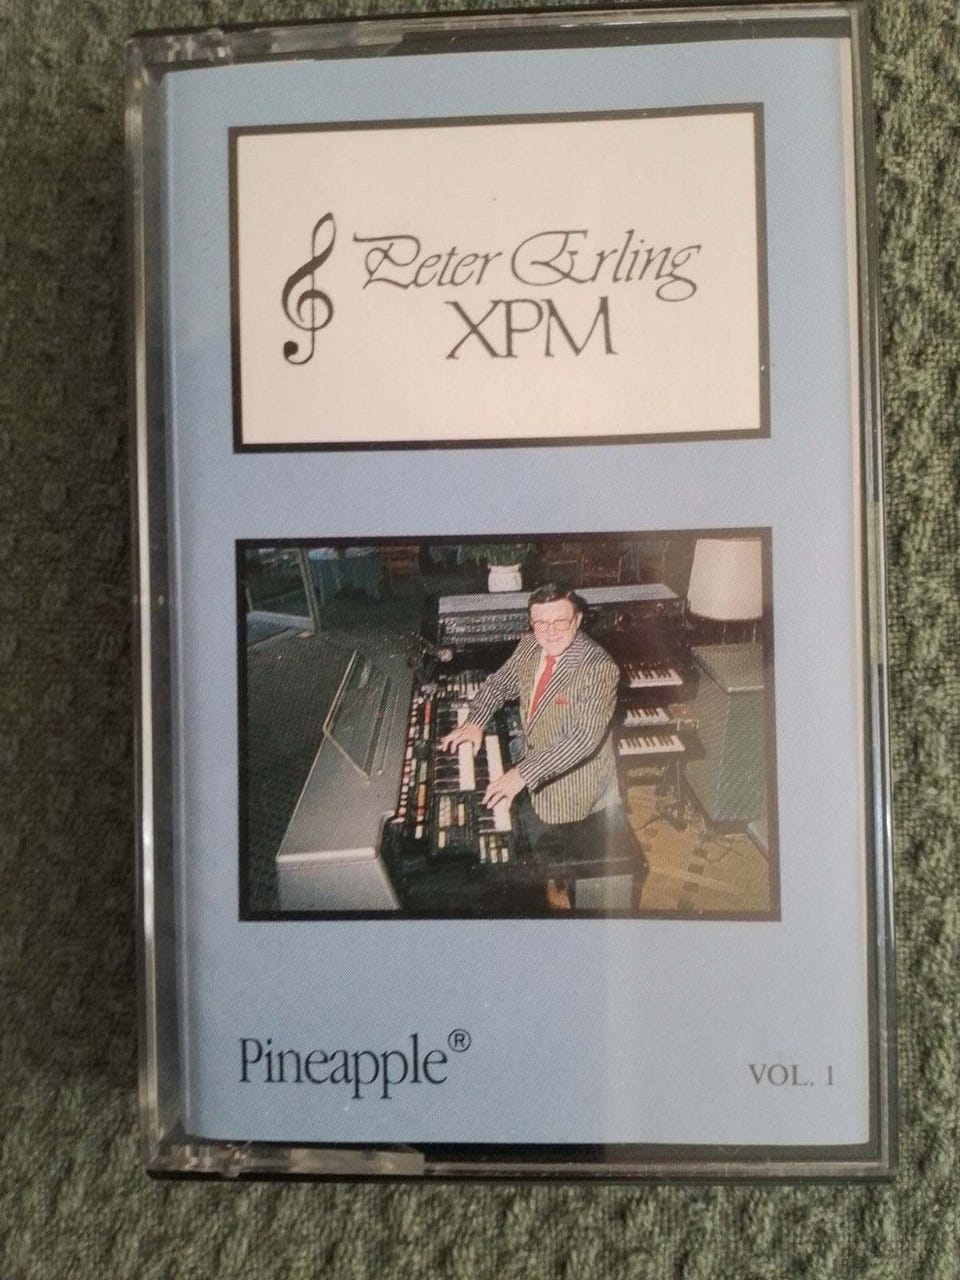 Peter Erling
XPM
Pineapple®
VOL. 1